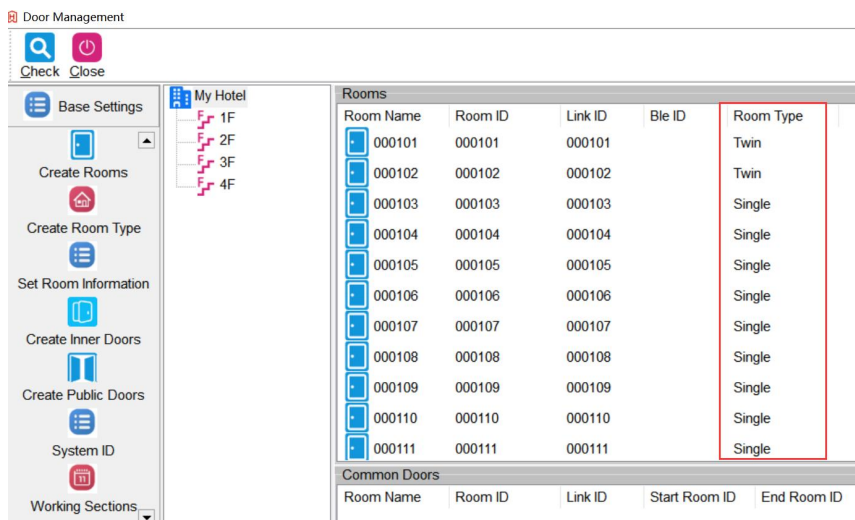 Door Management
Check Close
Base Settings
Create Rooms
Create Room Type
Set Room Information
Create Inner Doors
Create Public Doors
System ID
Working Sections
My Hotel
1F
2F
3F
4F
Rooms
Room Name Room ID Link ID Ble ID Room Type
000101 000101 000101 Twin
000102 000102 000102 Twin
000103 000103 000103 Single
000104 000104 000104 Single
000105 000105 000105 Single
000106 000106 000106 Single
000107 000107 000107 Single
000108 000108 000108 Single
000109 000109 000109 Single
000110 000110 000110 Single
000111 000111 000111 Single
Common Doors
Room Name Room ID Link ID Start Room ID End Room ID